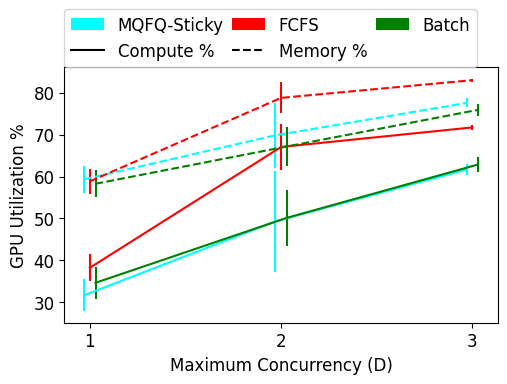 MQFQ-Sticky FCFS Batch
Compute % Memory %
80
70
60
50
40
30
GPU Utilization %
1 2 3
Maximum Concurrency (D)